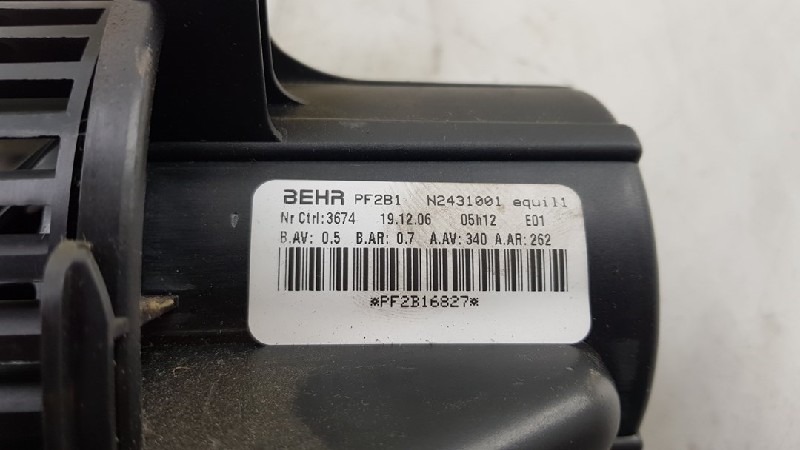 BEHR PF2B1 N2431001 equil1
Nr Ctrl:3674 19.12.06 05h12 E01
B.AV: 0.5 B.AR: 0.7 A.AV: 340 A.AR: 262
*PF2B16827*